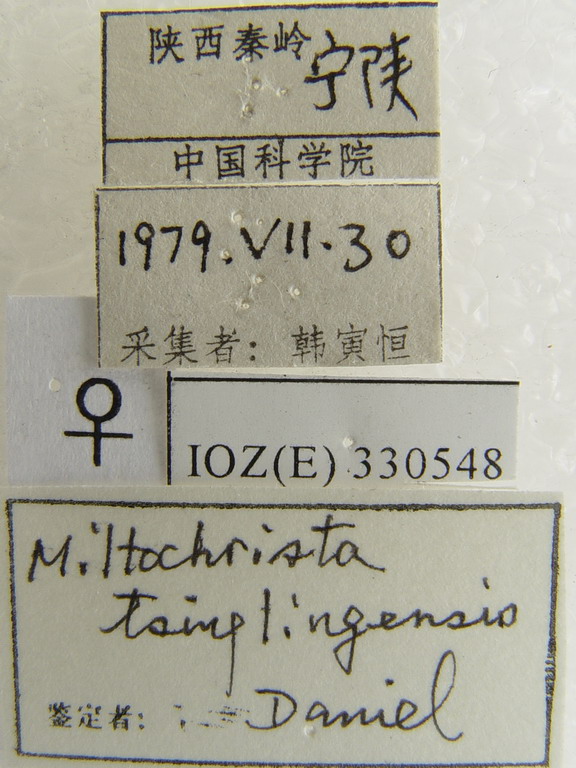 陕西秦岭 宁陕
中国科学院
1979.VII.30
采集者：韩寅恒
♀
IOZ(E) 330548
Miltochrista
tsinglingensis
鉴定者： Daniel